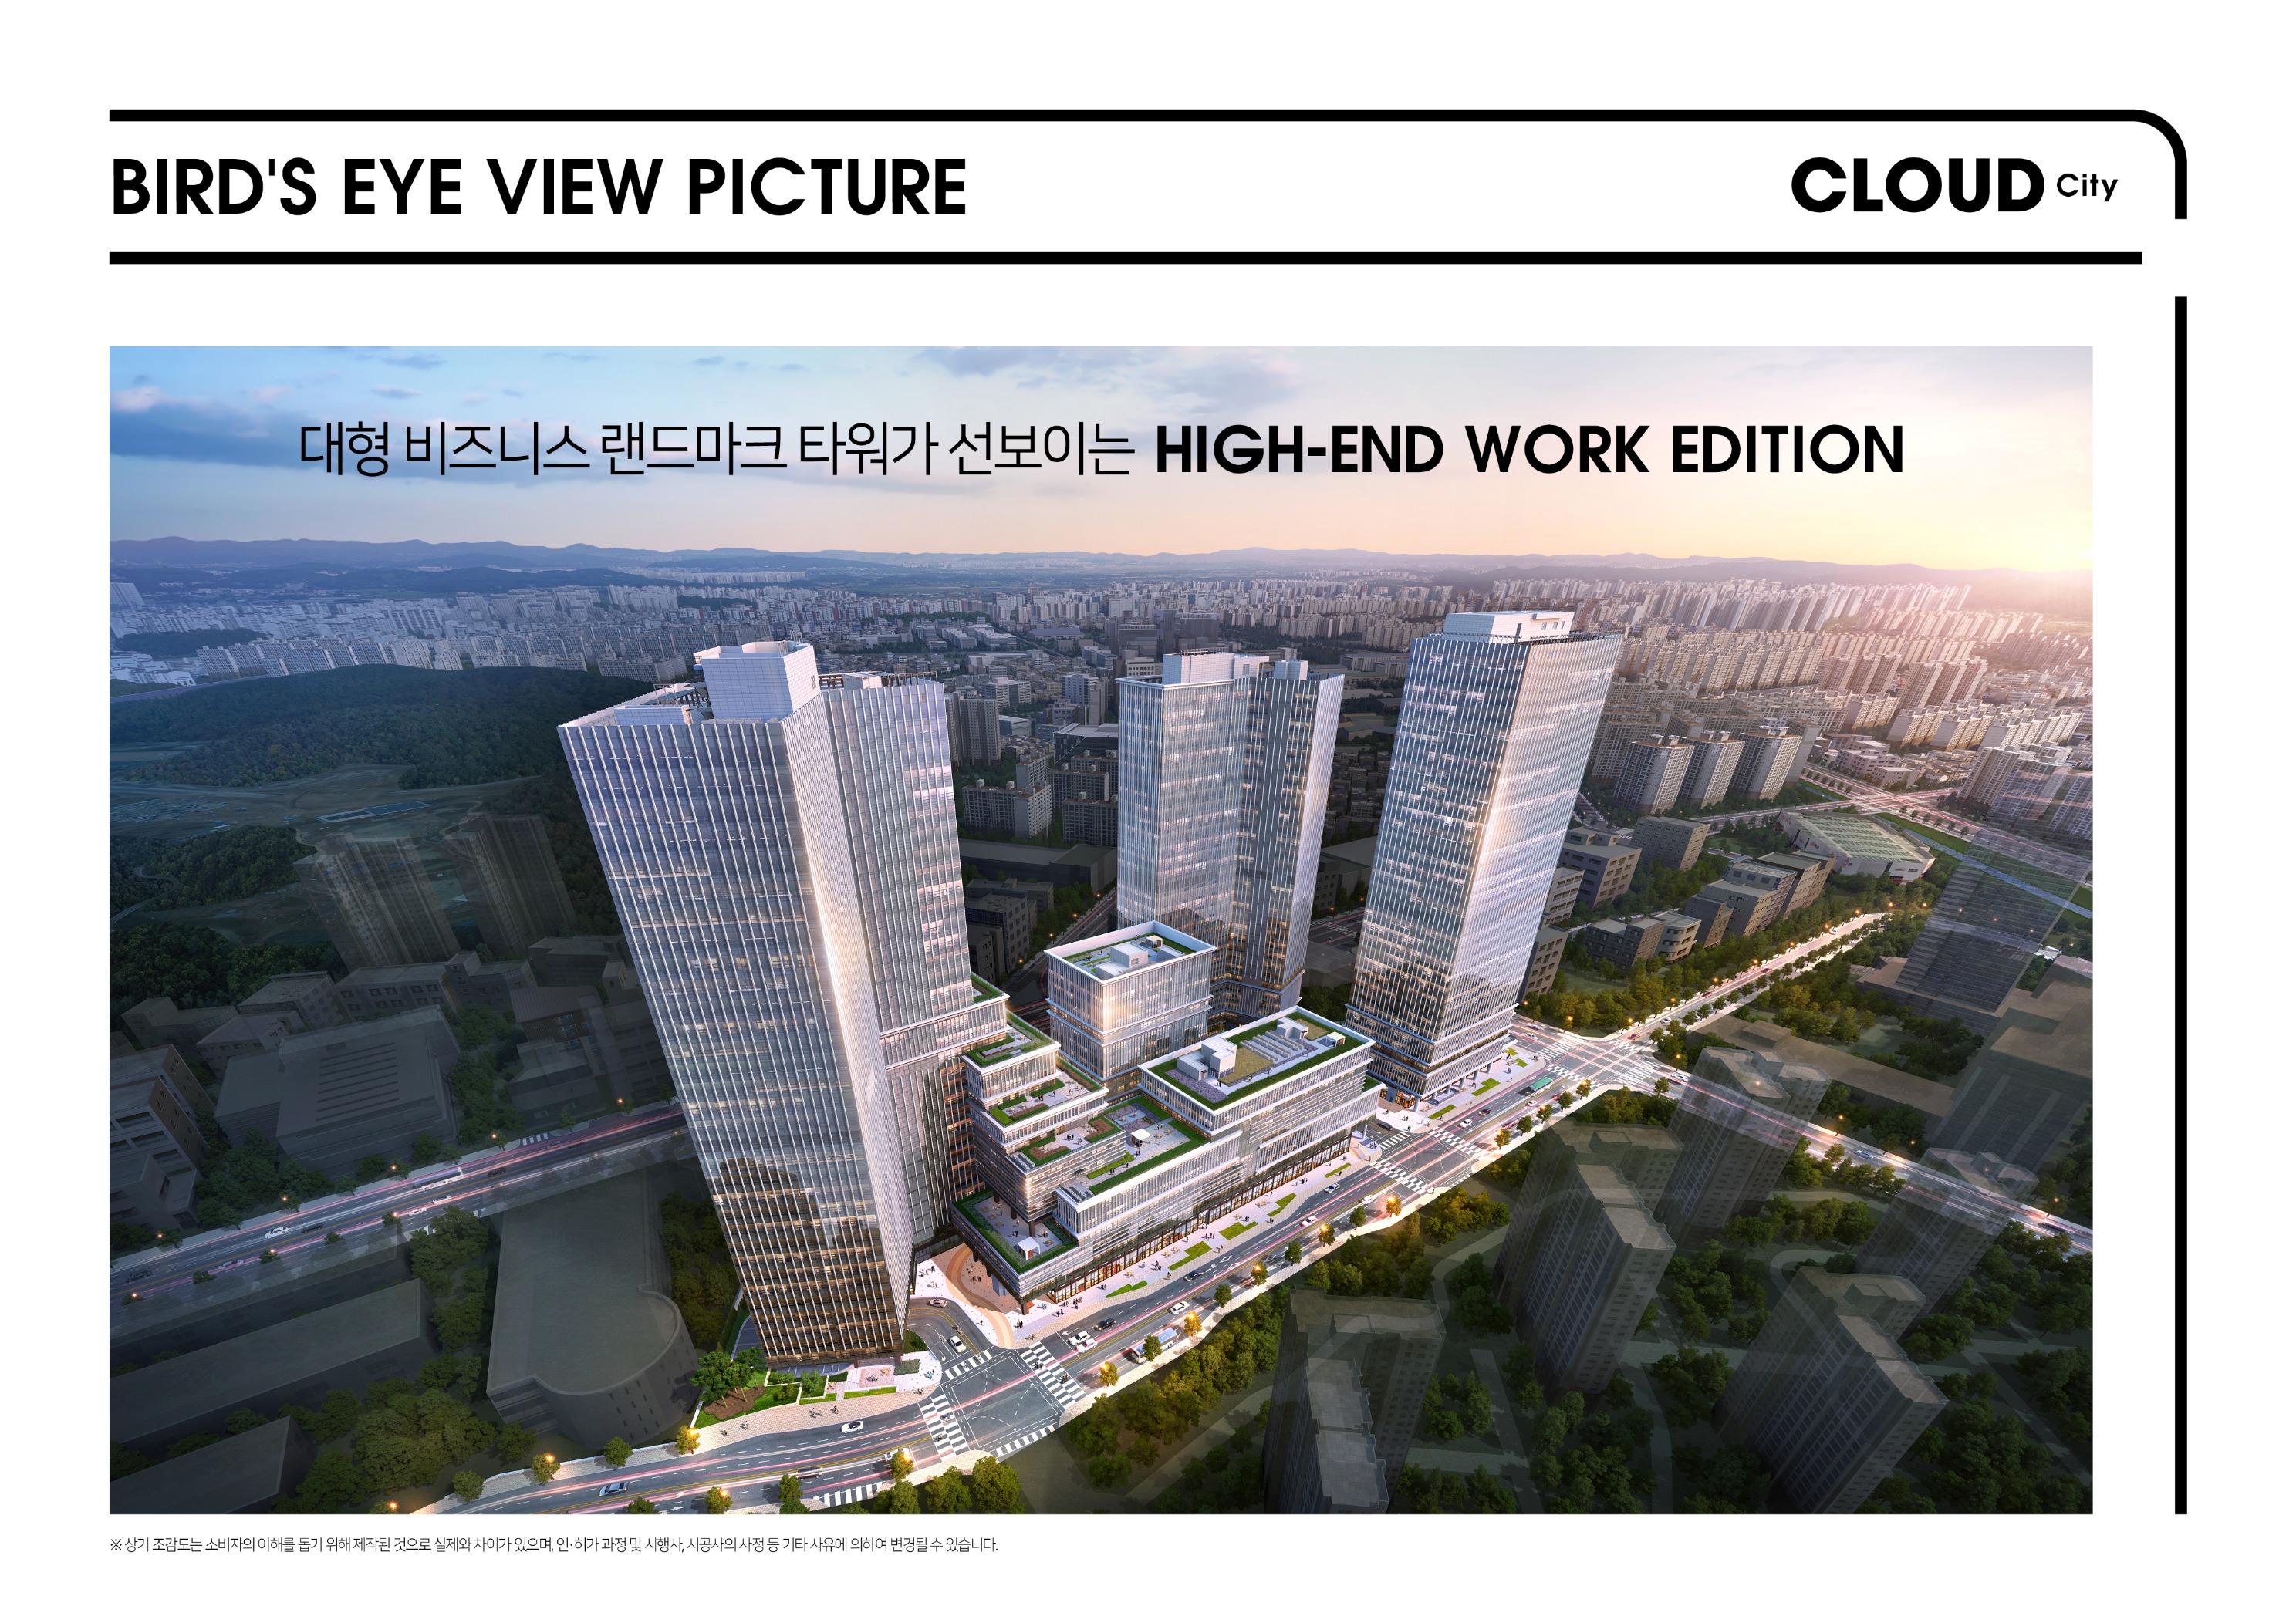 BIRD'S EYE VIEW PICTURE
CLOUD City
대형 비즈니스 랜드마크 타워가 선보이는 HIGH-END WORK EDITION
※ 상기 조감도는 소비자의 이해를 돕기 위해 제작된 것으로 실제와 차이가 있으며, 인·허가 과정 및 시행사, 시공사의 사정 등 기타 사유에 의하여 변경될 수 있습니다.